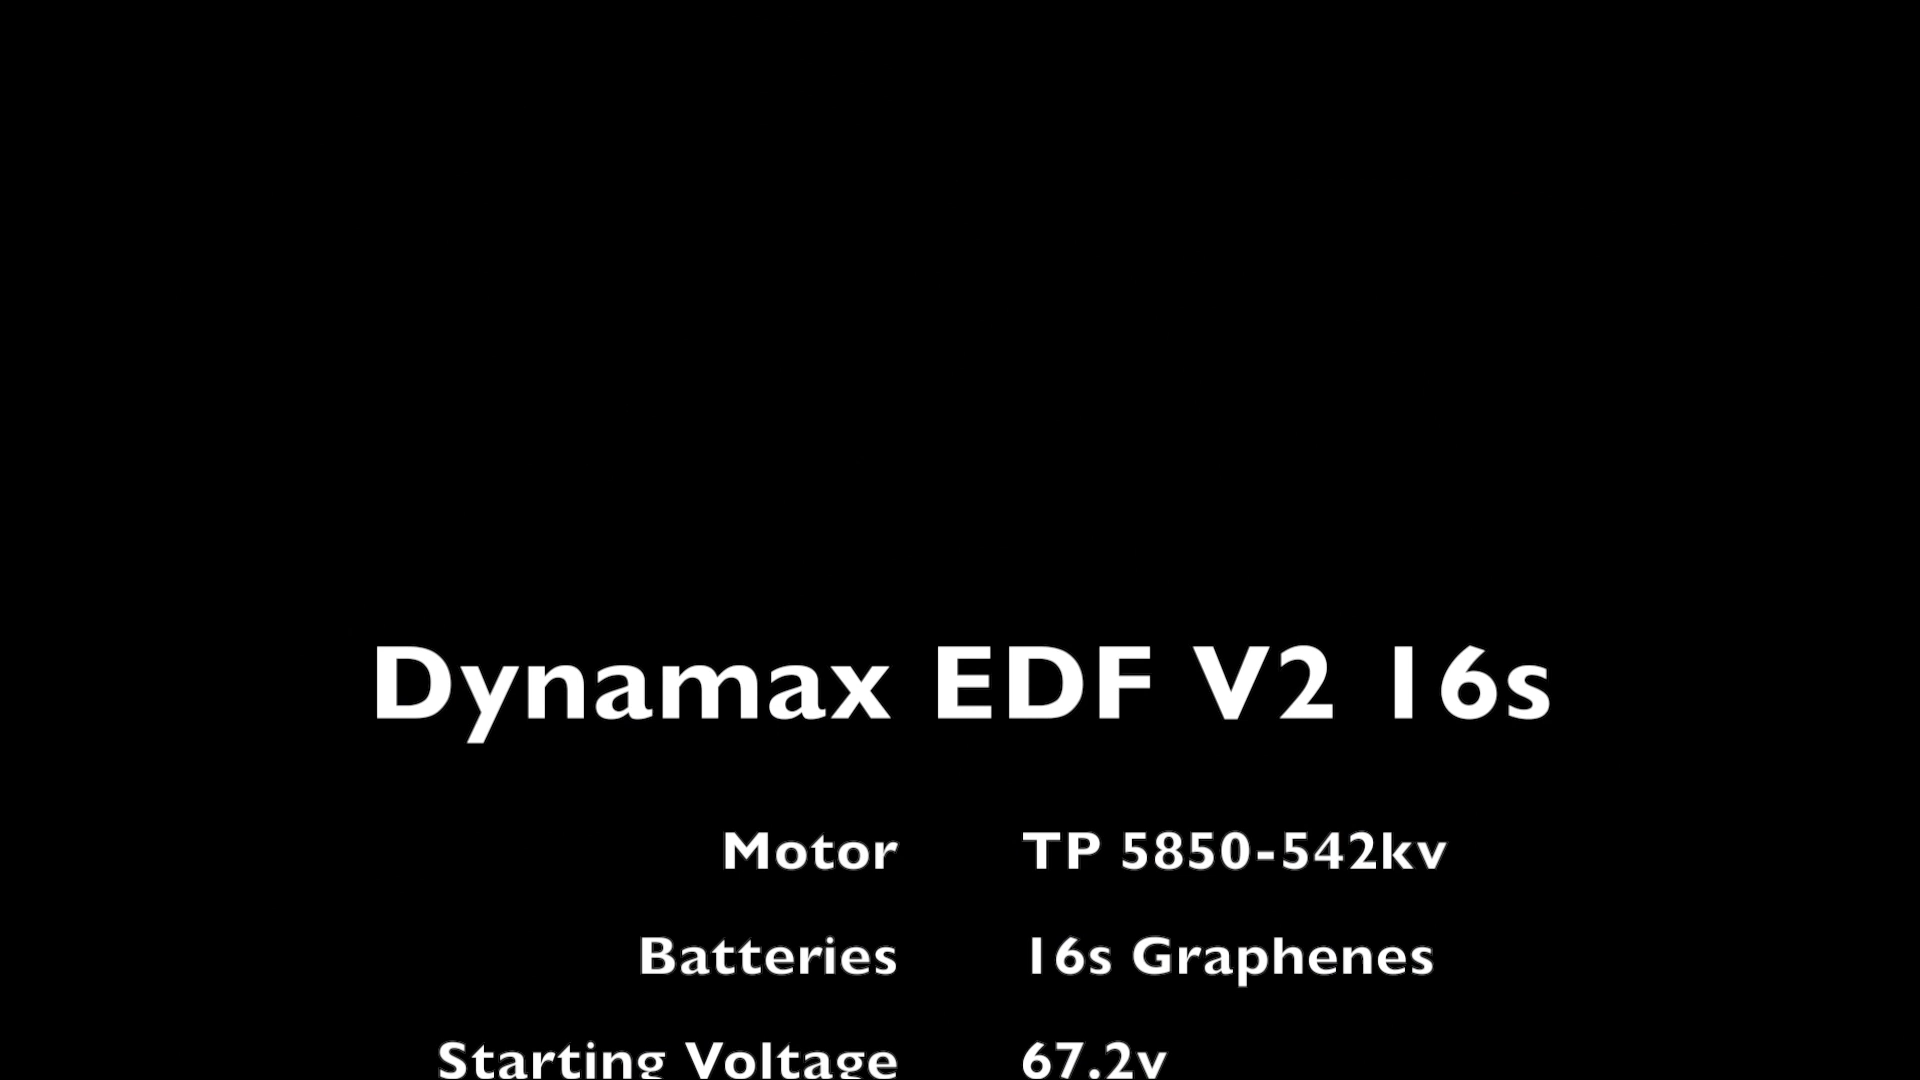 Dynamax EDF V2 16s
Motor TP 5850-542kv
Batteries 16s Graphenes
Starting Voltage 67.2v